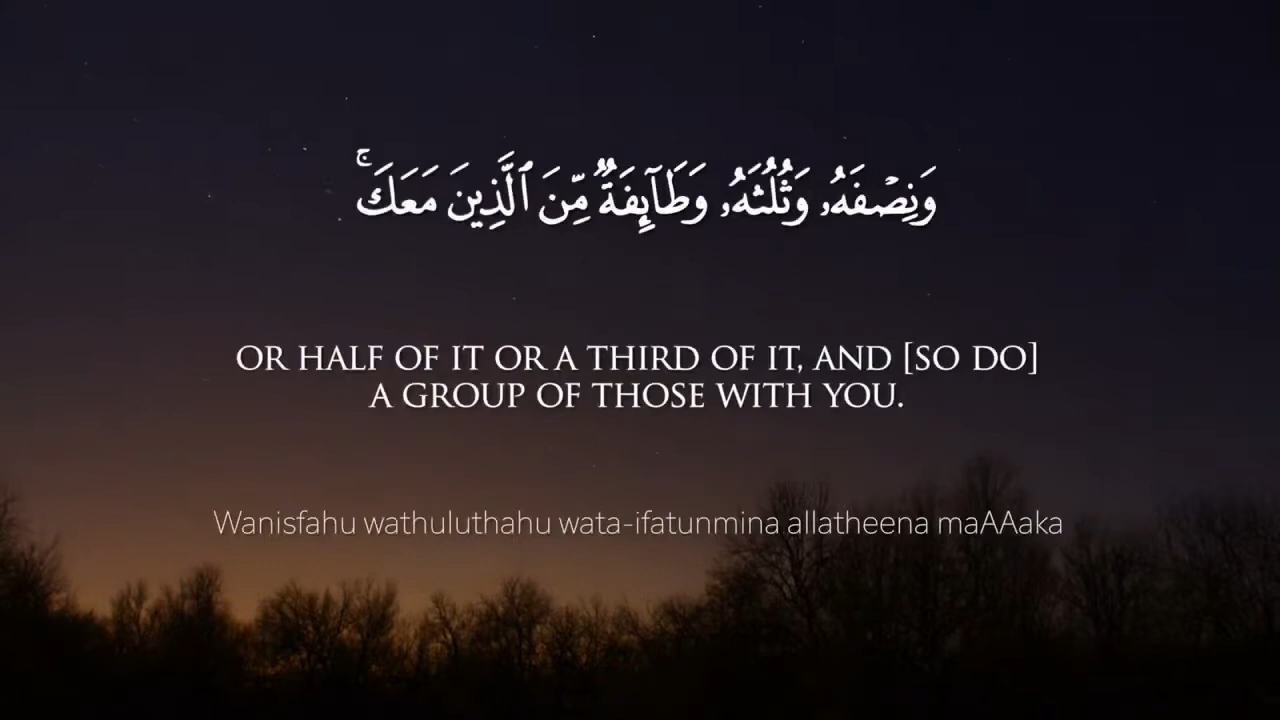 وَنِصْفَهُۥ وَثُلُثَهُۥ وَطَآئِفَةٌ مِّنَ ٱلَّذِينَ مَعَكَ ۚ
OR HALF OF IT OR A THIRD OF IT, AND [SO DO]
A GROUP OF THOSE WITH YOU.
Wanisfahu wathuluthahu wata-ifatunmina allatheena maAAaka